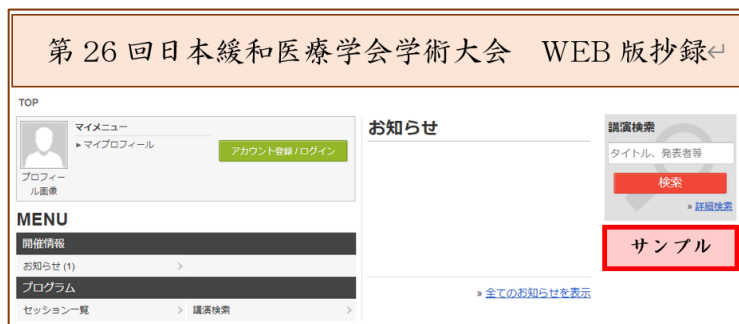 第 26 回日本緩和医療学会学術大会　WEB 版抄録↵
TOP
マイメニュー
▶マイプロフィール
アカウント登録 / ログイン
プロフィー
ル画像
MENU
開催情報
お知らせ (1)
プログラム
セッション一覧
講演検索
お知らせ
» 全てのお知らせを表示
講演検索
タイトル、発表者等
検索
» 詳細検索
サンプル